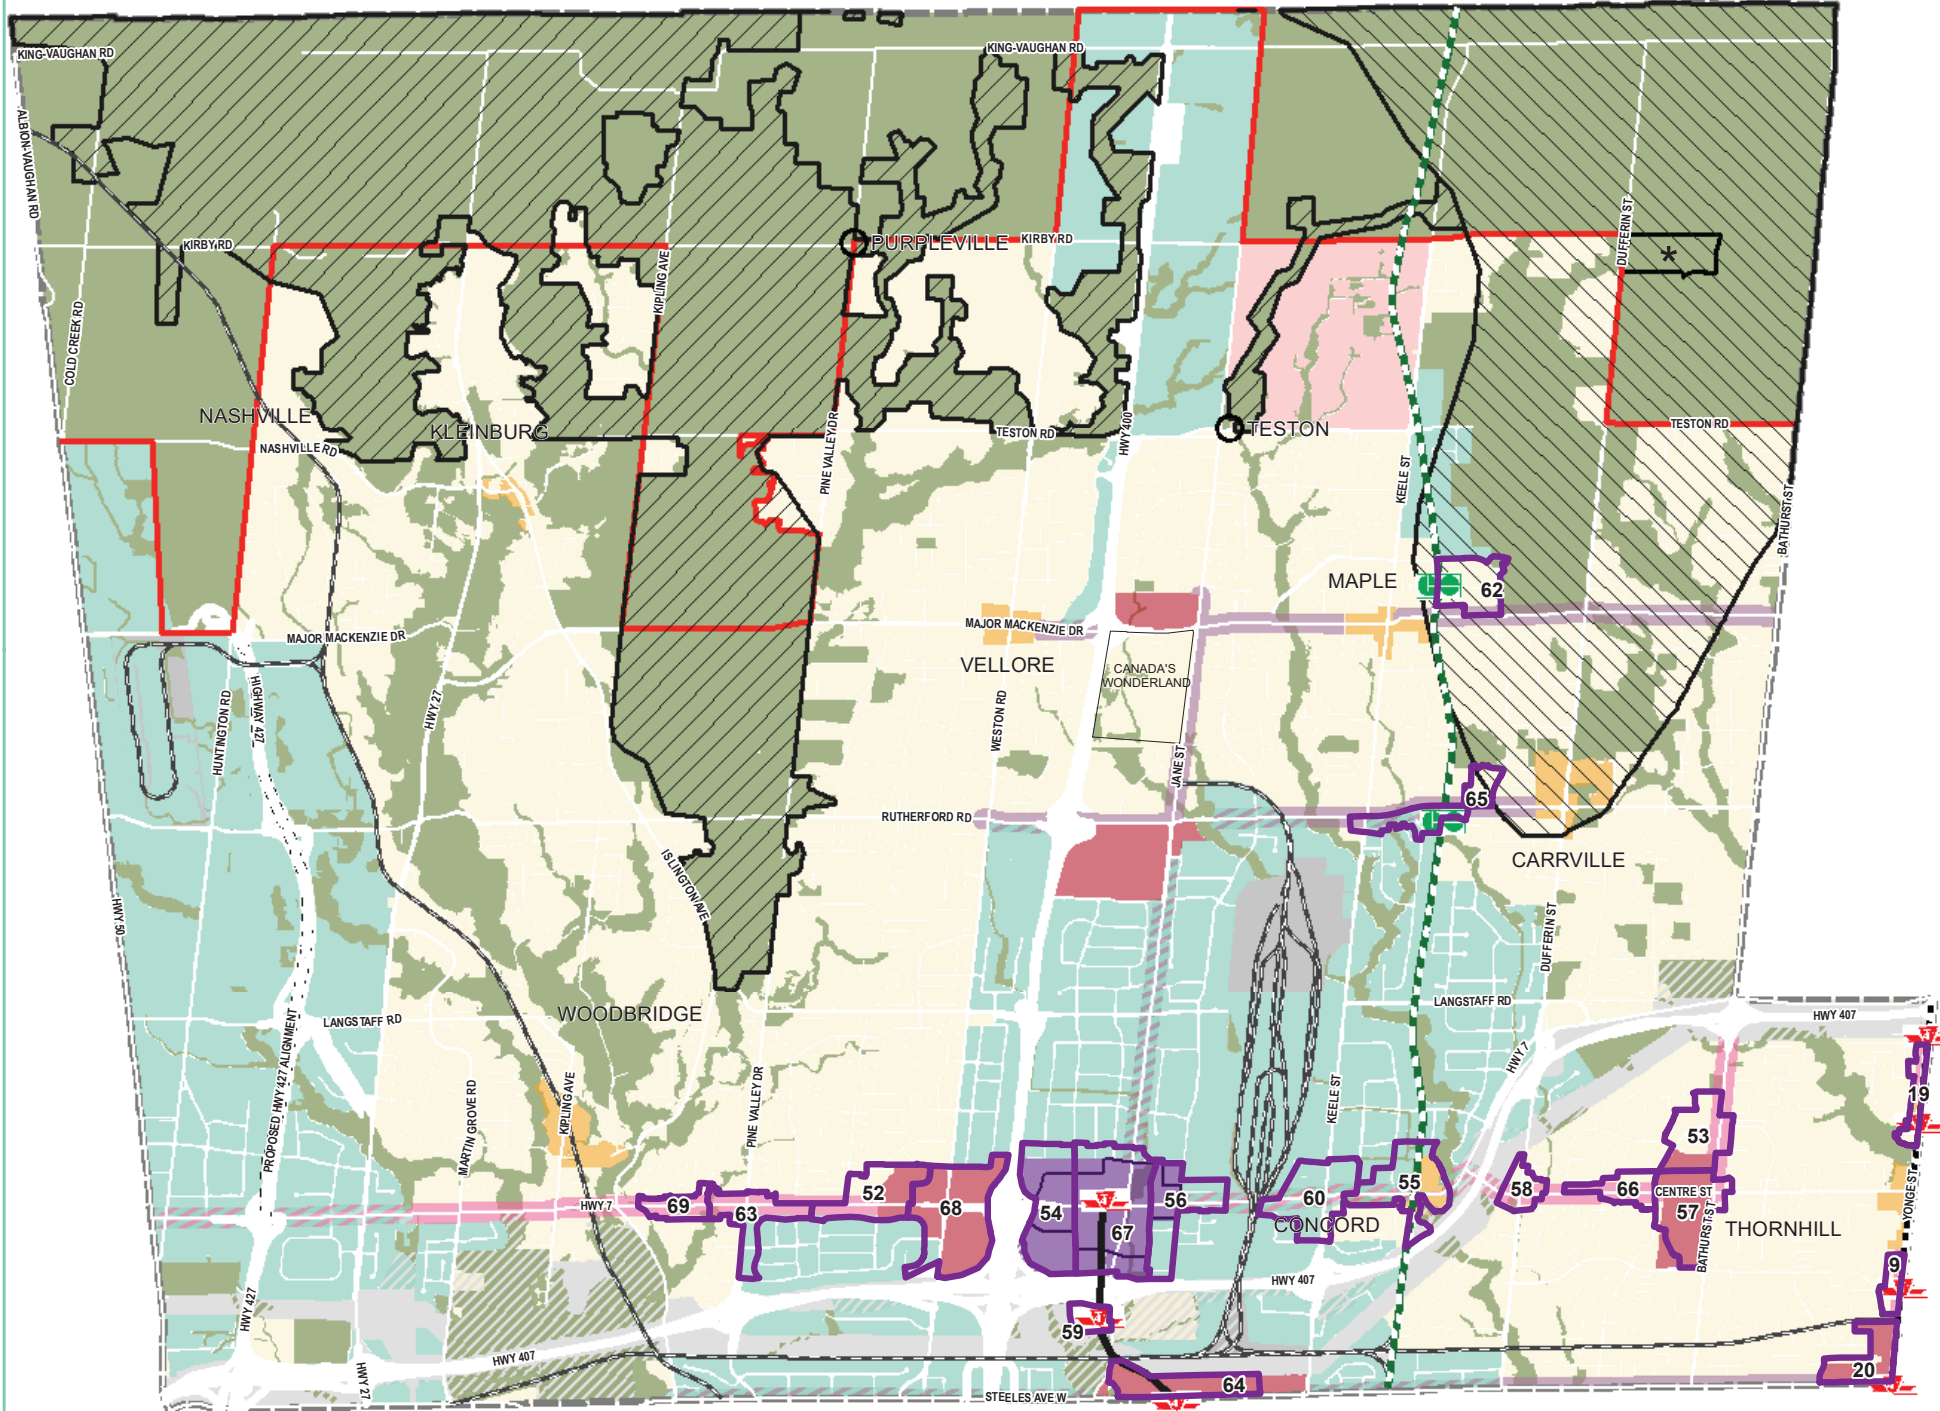 KING-VAUGHAN RD
KING-VAUGHAN RD
ALBION-VAUGHAN RD
KIRBY RD
PURPLEVILLE
KIRBY RD
DUFFERIN ST
*
KIPLING AVE
COLD CREEK RD
NASHVILLE
KLEINBURG
NASHVILLE RD
PINE VALLEY DR
TESTON RD
HWY 400
TESTON
TESTON RD
KEELE ST
BATHURST ST
MAPLE
62
MAJOR MACKENZIE DR
MAJOR MACKENZIE DR
VELLORE
CANADA'S
WONDERLAND
HUNTINGTON RD
HIGHWAY 427
HWY 27
WESTON RD
JANE ST
RUTHERFORD RD
65
CARRVILLE
ISLINGTON AVE
HWY 50
DUFFERIN ST
WOODBRIDGE
LANGSTAFF RD
LANGSTAFF RD
HWY 407
PROPOSED HWY 427 ALIGNMENT
MARTIN GROVE RD
KIPLING AVE
PINE VALLEY DR
KEELE ST
HWY 7
19
53
HWY 7
69
63
52
68
54
67
56
60
55
58
66
CENTRE ST
57
CONCORD
BATHURST ST
THORNHILL
YONGE ST
9
HWY 427
HWY 407
HWY 407
59
HWY 27
STEELES AVE W
64
20